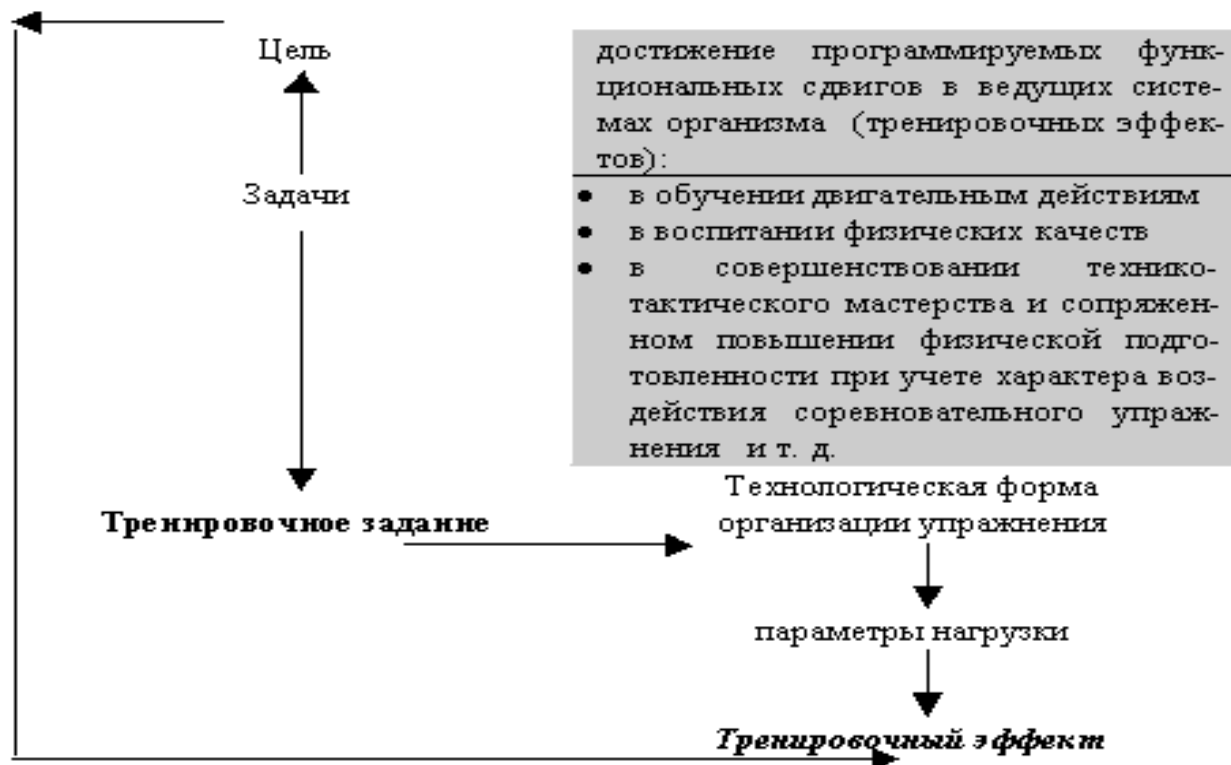 Цель
достижение программируемых функ-
циональных сдвигов в ведущих систе-
мах организма (тренировочных эффек-
тов):
Задачи
• в обучении двигательным действиям
• в воспитании физических качеств
• в совершенствовании технико-
тактического мастерства и сопряжен-
ном повышении физической подго-
товленности при учете характера воз-
действия соревновательного упраж-
нения и т. д.
Тренировочное задание
Технологическая форма
организации упражнения
параметры нагрузки
Тренировочный эффект